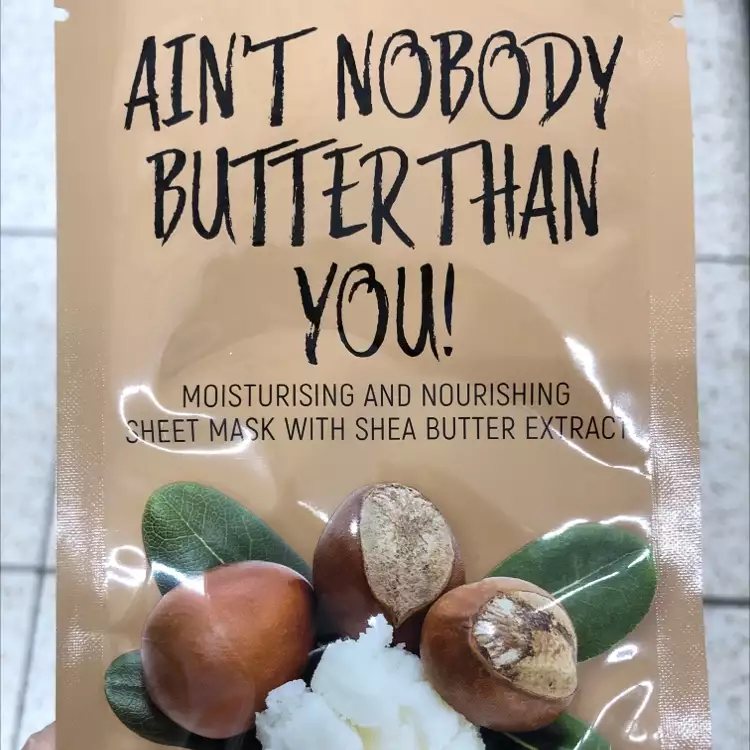 AIN'T NOBODY
BUTTER THAN
YOU!
MOISTURISING AND NOURISHING
SHEET MASK WITH SHEA BUTTER EXTRACT